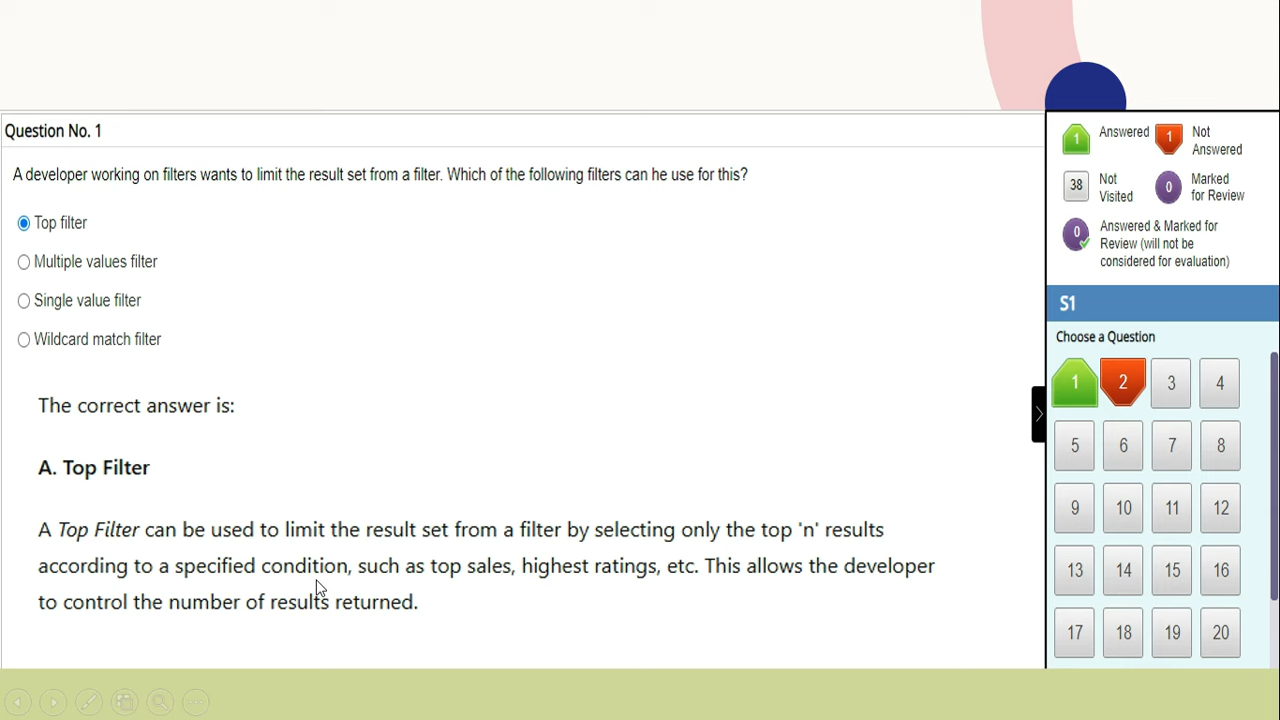 Question No. 1
A developer working on filters wants to limit the result set from a filter. Which of the following filters can he use for this?
Top filter
Multiple values filter
Single value filter
Wildcard match filter
The correct answer is:
A. Top Filter
A Top Filter can be used to limit the result set from a filter by selecting only the top 'n' results
according to a specified condition, such as top sales, highest ratings, etc. This allows the developer
to control the number of results returned.
1 Answered
1 Not
Answered
38 Not
Visited
0 Marked
for Review
0 Answered & Marked for
Review (will not be
considered for evaluation)
S1
Choose a Question
1 2 3 4
5 6 7 8
9 10 11 12
13 14 15 16
17 18 19 20